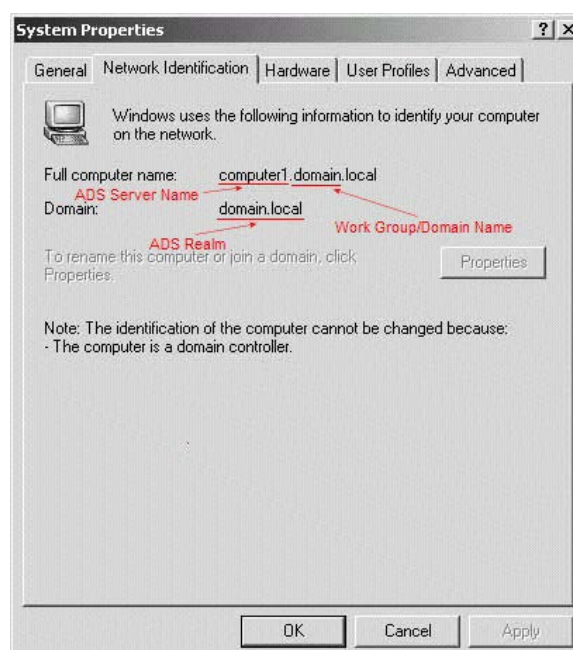 System Properties
General Network Identification Hardware User Profiles Advanced
Windows uses the following information to identify your computer
on the network.
Full computer name: computer1.domain.local
ADS Server Name
Domain: domain.local
Work Group/Domain Name
ADS Realm
To rename this computer or join a domain, click
Properties.
Properties
Note: The identification of the computer cannot be changed because:
- The computer is a domain controller.
OK Cancel Apply